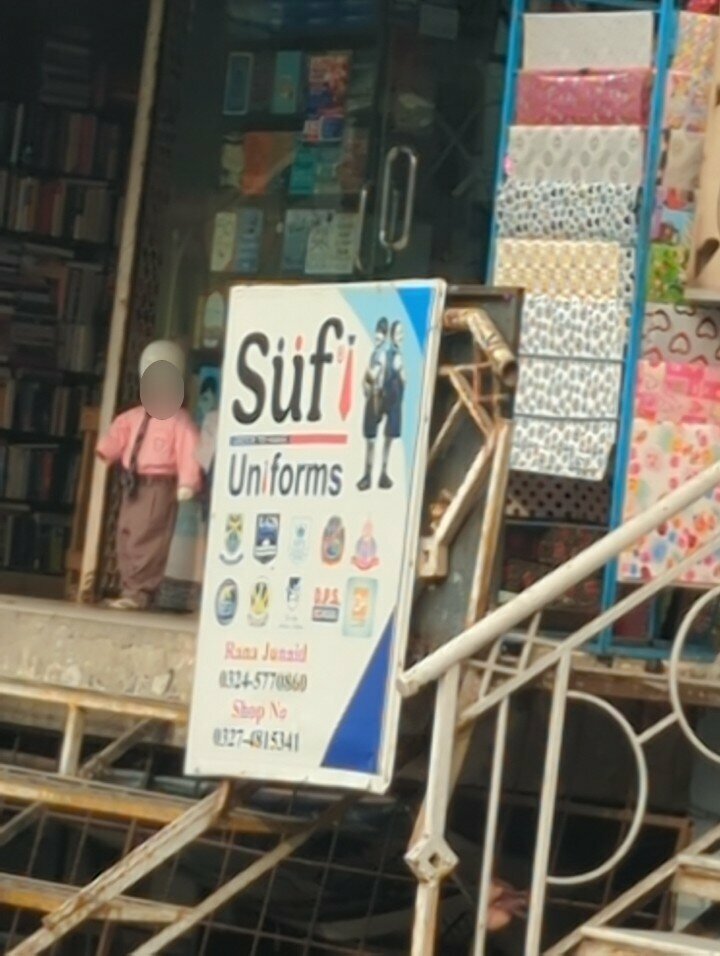 Sufi
Uniforms
D.P.S.
Rana Junaid
0324-5770860
Shop No
0327-4815341